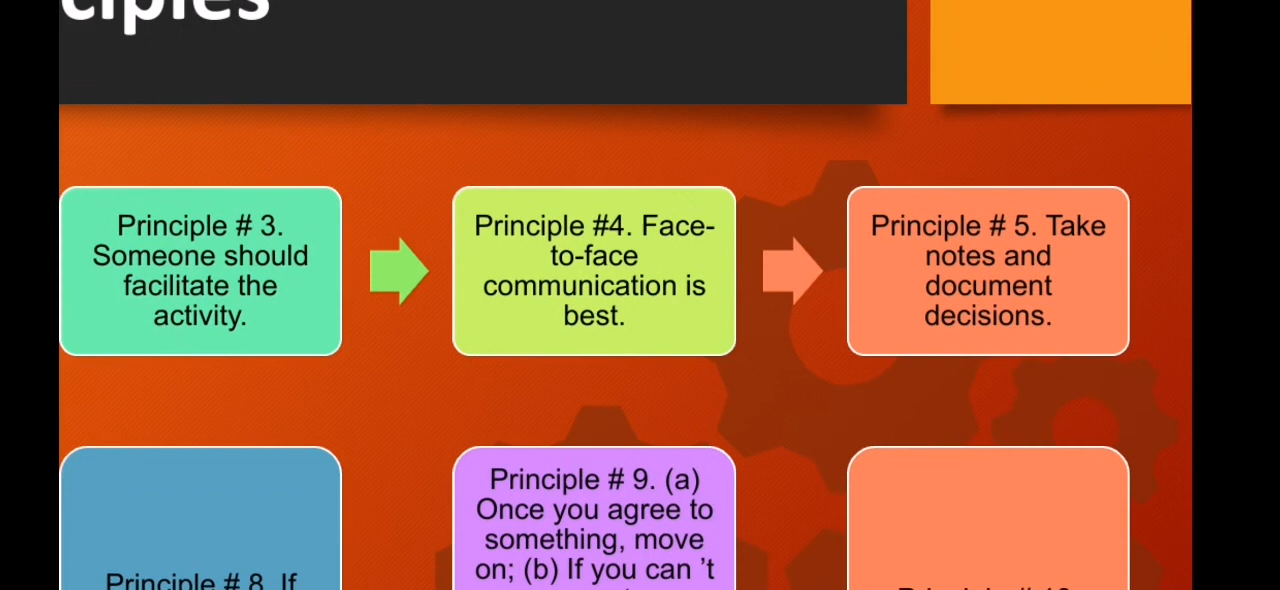 ciples
Principle # 3.
Someone should
facilitate the
activity.
Principle #4. Face-
to-face
communication is
best.
Principle # 5. Take
notes and
document
decisions.
Principle # 8. If
Principle # 9. (a)
Once you agree to
something, move
on; (b) If you can ’t
Principle # 10.